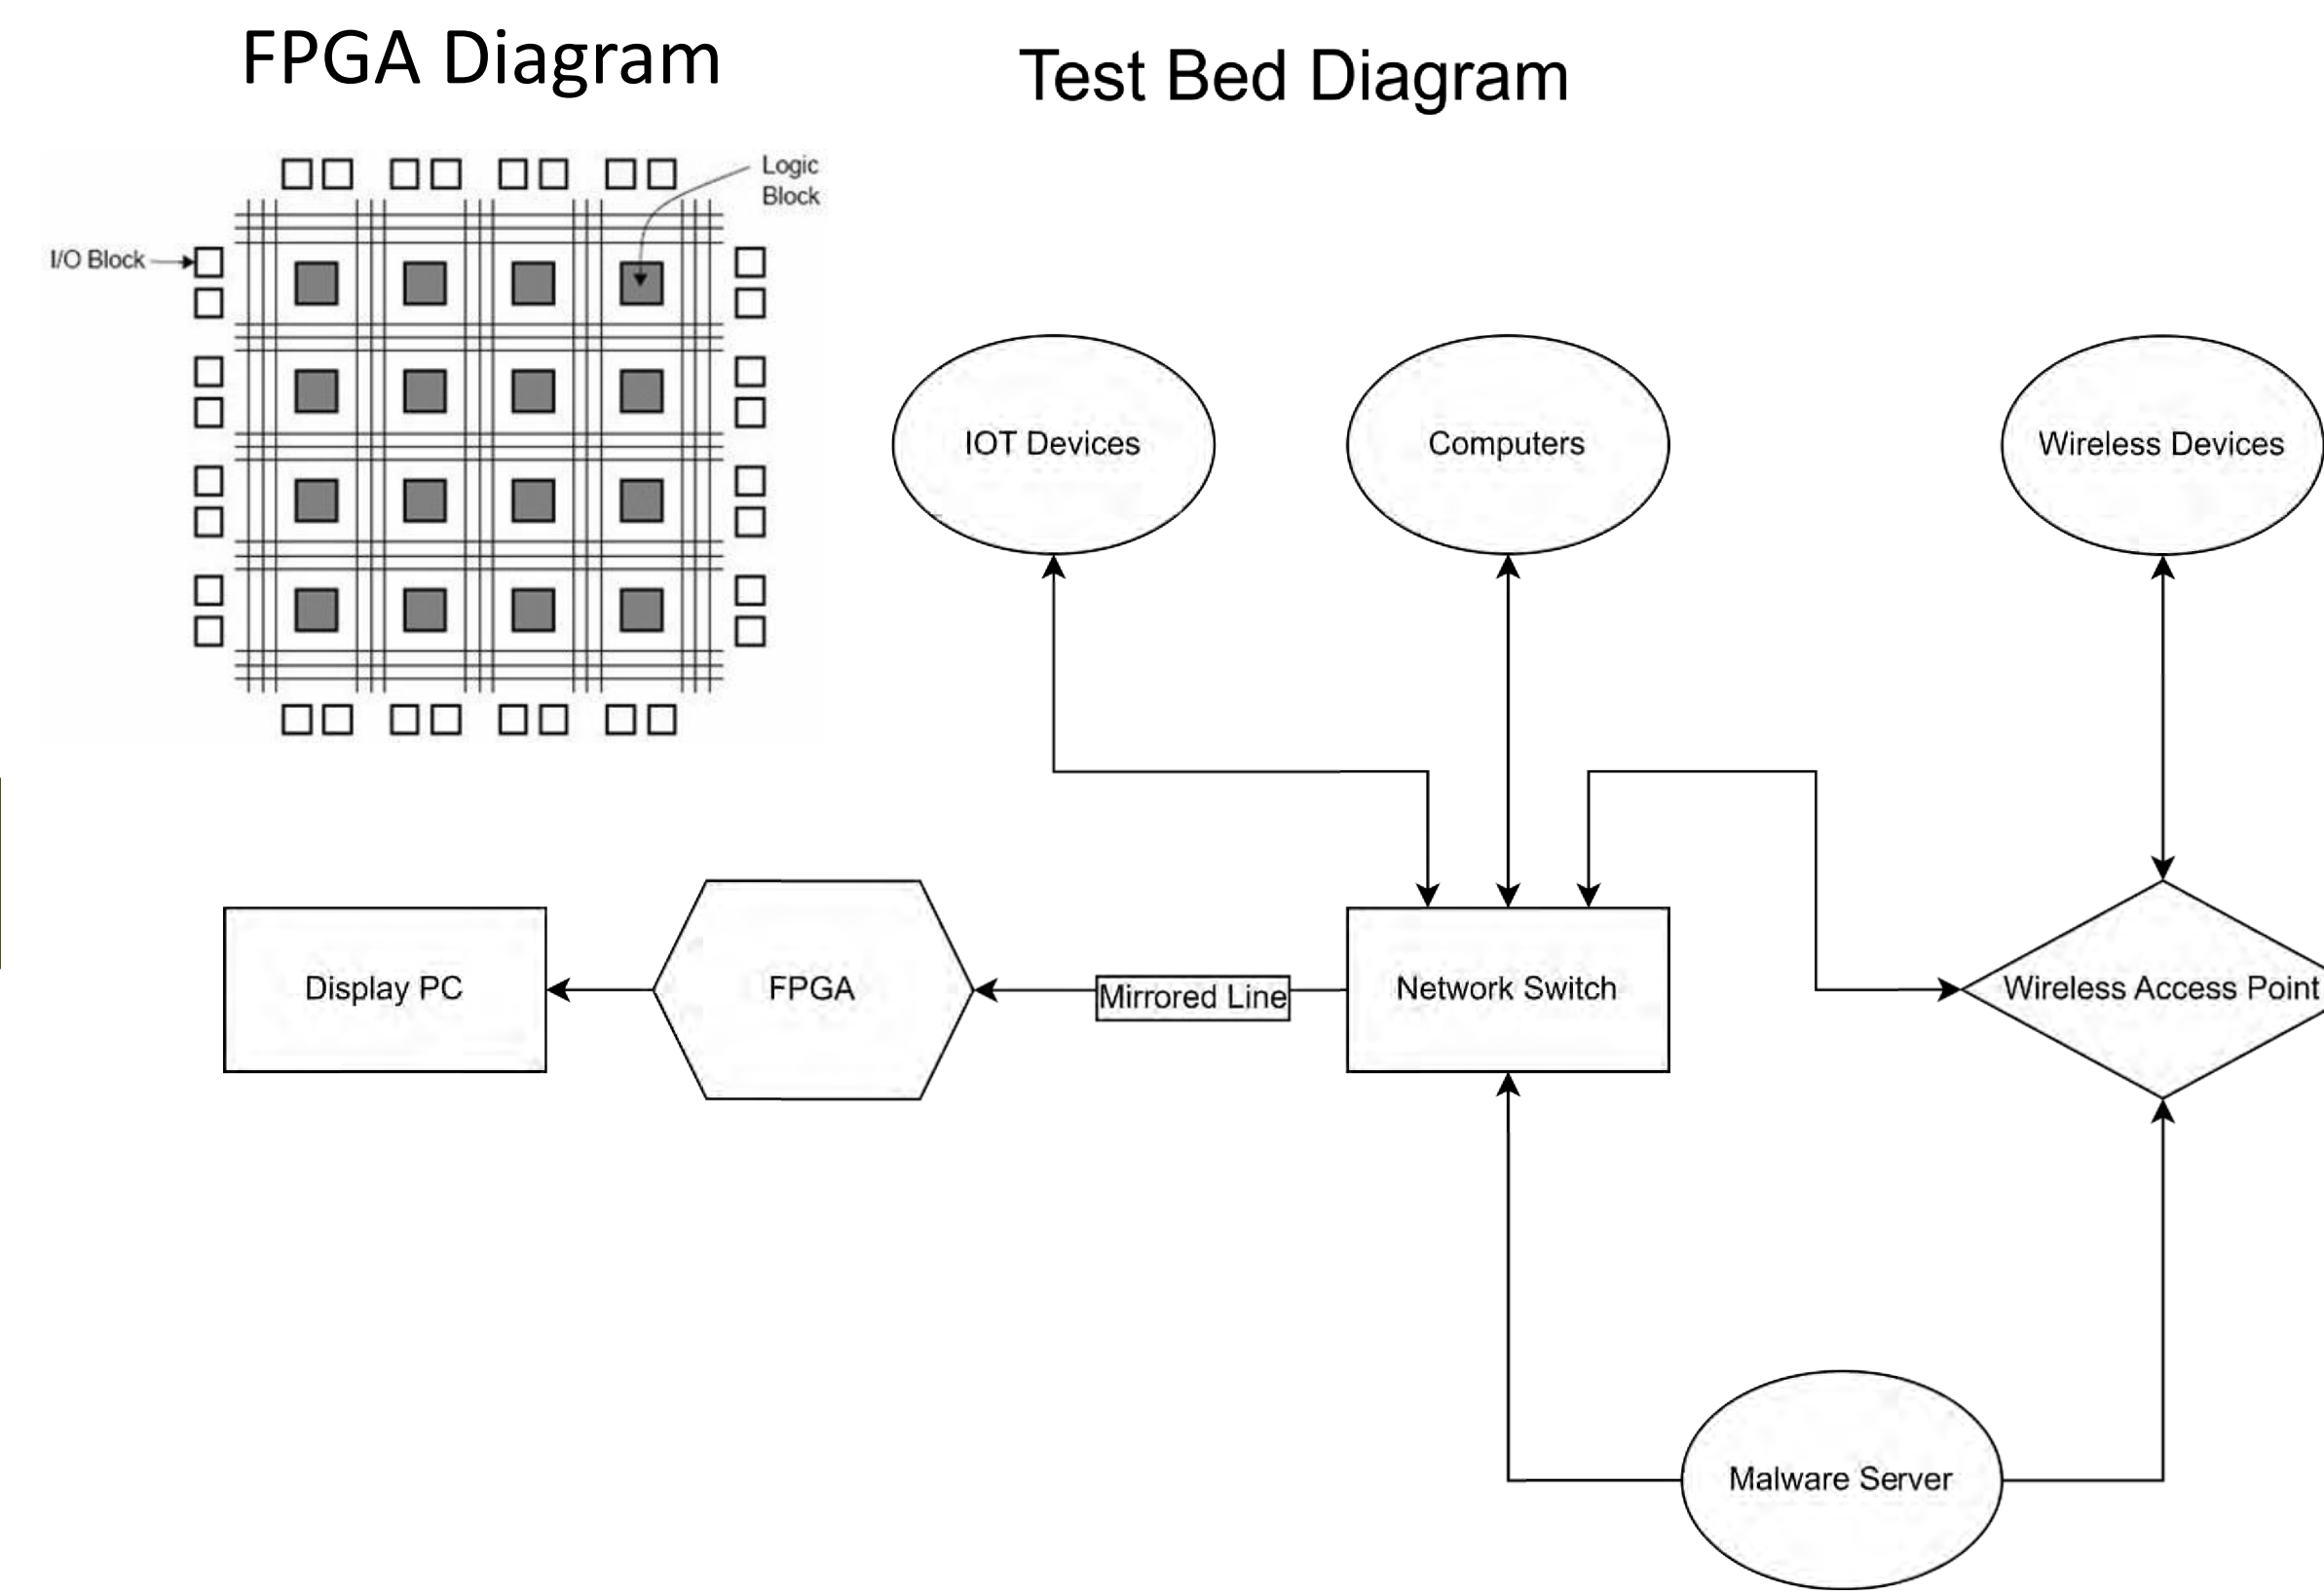 FPGA Diagram
Test Bed Diagram
Logic
Block
I/O Block
IOT Devices
Computers
Wireless Devices
Display PC
FPGA
Mirrored Line
Network Switch
Wireless Access Point
Malware Server